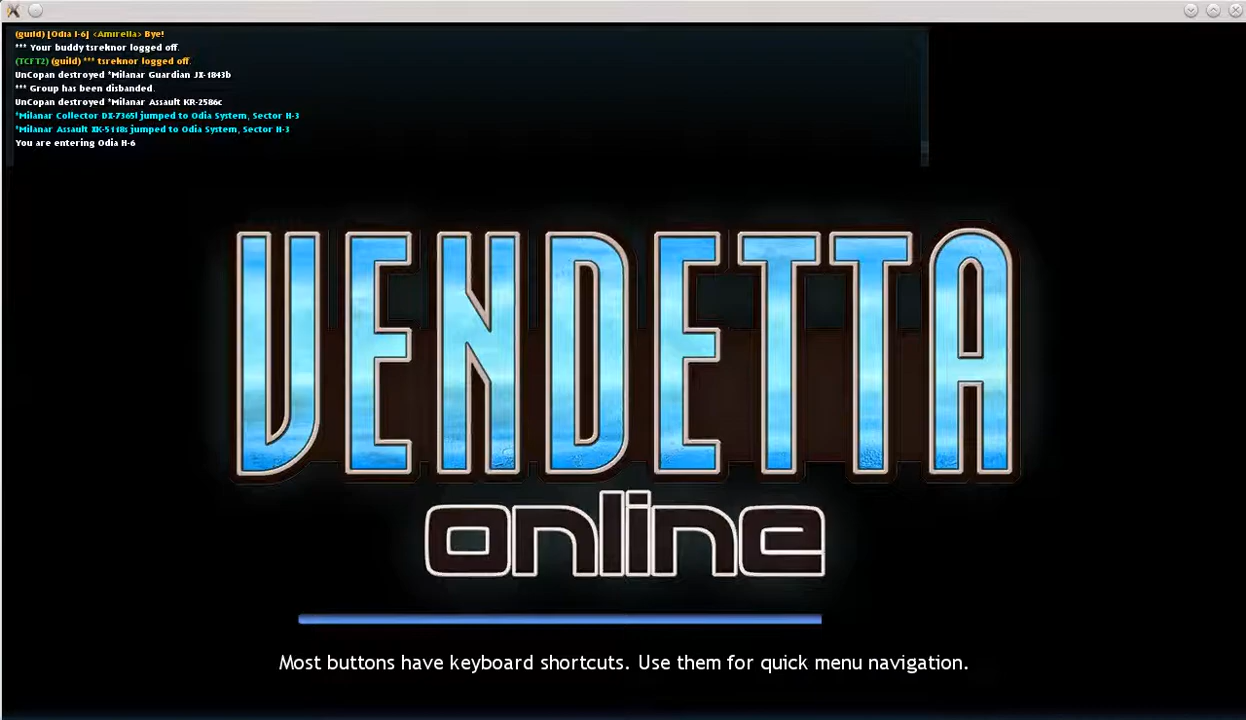 (guild) [Odia I-6] <Amirella> Bye!
*** Your buddy tsreknor logged off.
(TCFT2) (guild) *** tsreknor logged off.
UnCopan destroyed *Milanar Guardian JX-1843b
*** Group has been disbanded.
UnCopan destroyed *Milanar Assault KR-2586c
*Milanar Collector DX-7365l jumped to Odia System, Sector H-3
*Milanar Assault XK-5118s jumped to Odia System, Sector H-3
You are entering Odia H-6
VENDETTA
online
Most buttons have keyboard shortcuts. Use them for quick menu navigation.